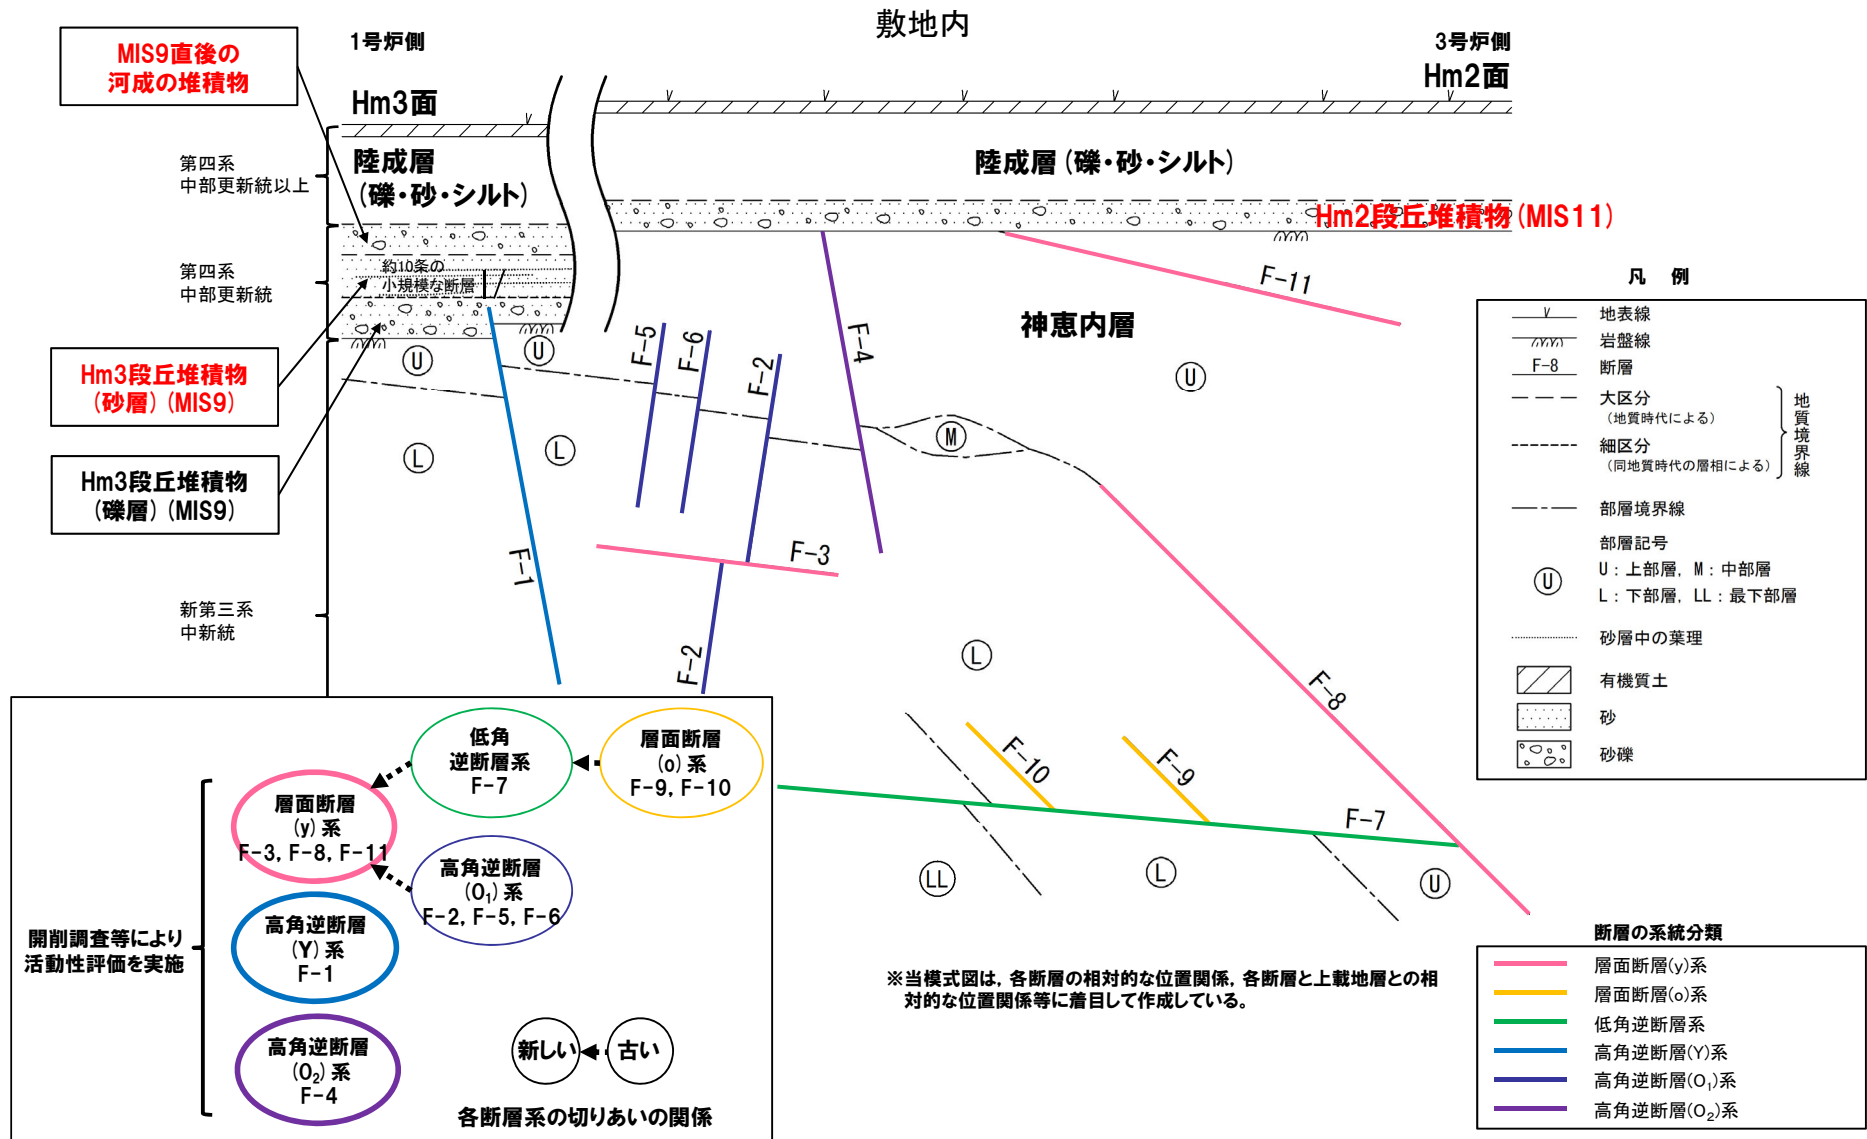 敷地内
1号炉側
3号炉側
Hm3面
Hm2面
MIS9直後の
河成の堆積物
第四系
中部更新統以上
陸成層
(礫・砂・シルト)
陸成層(礫・砂・シルト)
Hm2段丘堆積物(MIS11)
第四系
中部更新統
約10条の
小規模な断層
Hm3段丘堆積物
(砂層)(MIS9)
Hm3段丘堆積物
(礫層)(MIS9)
新第三系
中新統
神恵内層
F-11
F-5
F-6
F-2
F-4
F-1
F-3
F-2
F-8
F-10
F-9
F-7
U
U
U
L
L
M
L
LL
L
U
凡 例
地表線
岩盤線
F-8
断層
大区分
(地質時代による)
細区分
(同地質時代の層相による)
地質境界線
部層境界線
部層記号
U
U：上部層, M：中部層
L：下部層, LL：最下部層
砂層中の葉理
有機質土
砂
砂礫
断層の系統分類
層面断層(y)系
層面断層(o)系
低角逆断層系
高角逆断層(Y)系
高角逆断層(O₁)系
高角逆断層(O₂)系
※当模式図は, 各断層の相対的な位置関係, 各断層と上載地層との相
対的な位置関係等に着目して作成している。
低角
逆断層系
F-7
層面断層
(o)系
F-9, F-10
層面断層
(y)系
F-3, F-8, F-11
高角逆断層
(O₁)系
F-2, F-5, F-6
高角逆断層
(Y)系
F-1
高角逆断層
(O₂)系
F-4
開削調査等により
活動性評価を実施
新しい
古い
各断層系の切りあいの関係